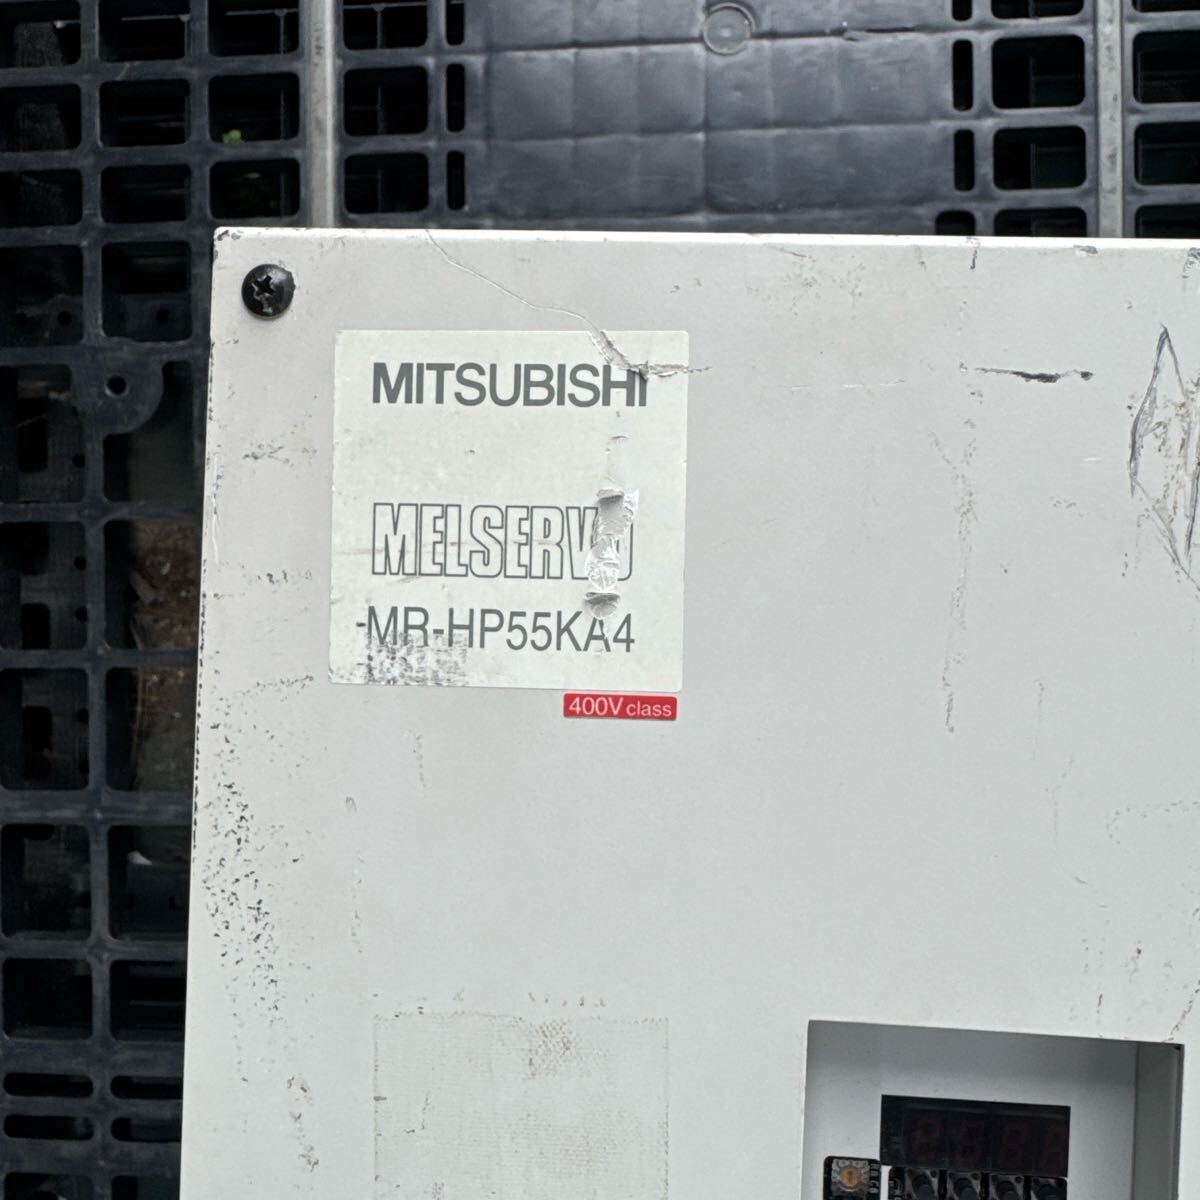 MITSUBISHI
MELSERVO
MR-HP55KA4
400V class